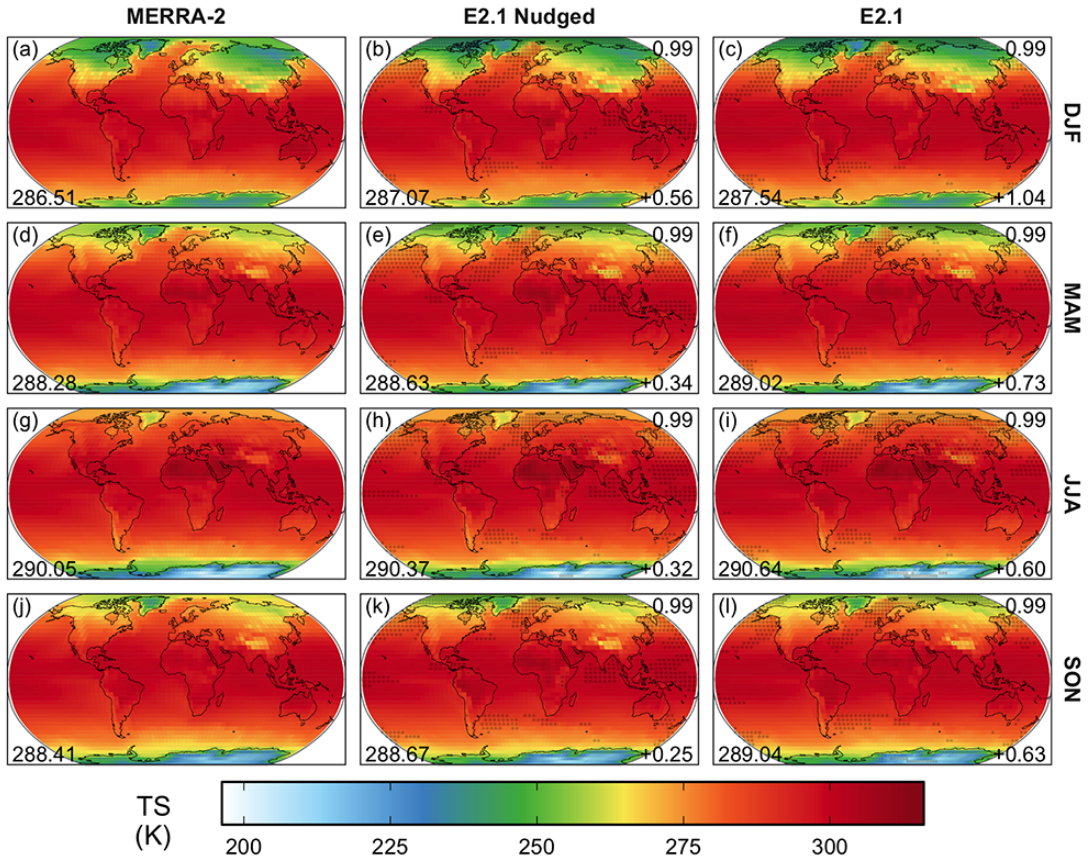 MERRA-2 E2.1 Nudged E2.1
(a) (b) 0.99 (c) 0.99 DJF
286.51 287.07 +0.56 287.54 +1.04
(d) (e) 0.99 (f) 0.99 MAM
288.28 288.63 +0.34 289.02 +0.73
(g) (h) 0.99 (i) 0.99 JJA
290.05 290.37 +0.32 290.64 +0.60
(j) (k) 0.99 (l) 0.99 SON
288.41 288.67 +0.25 289.04 +0.63
TS
(K)
200 225 250 275 300